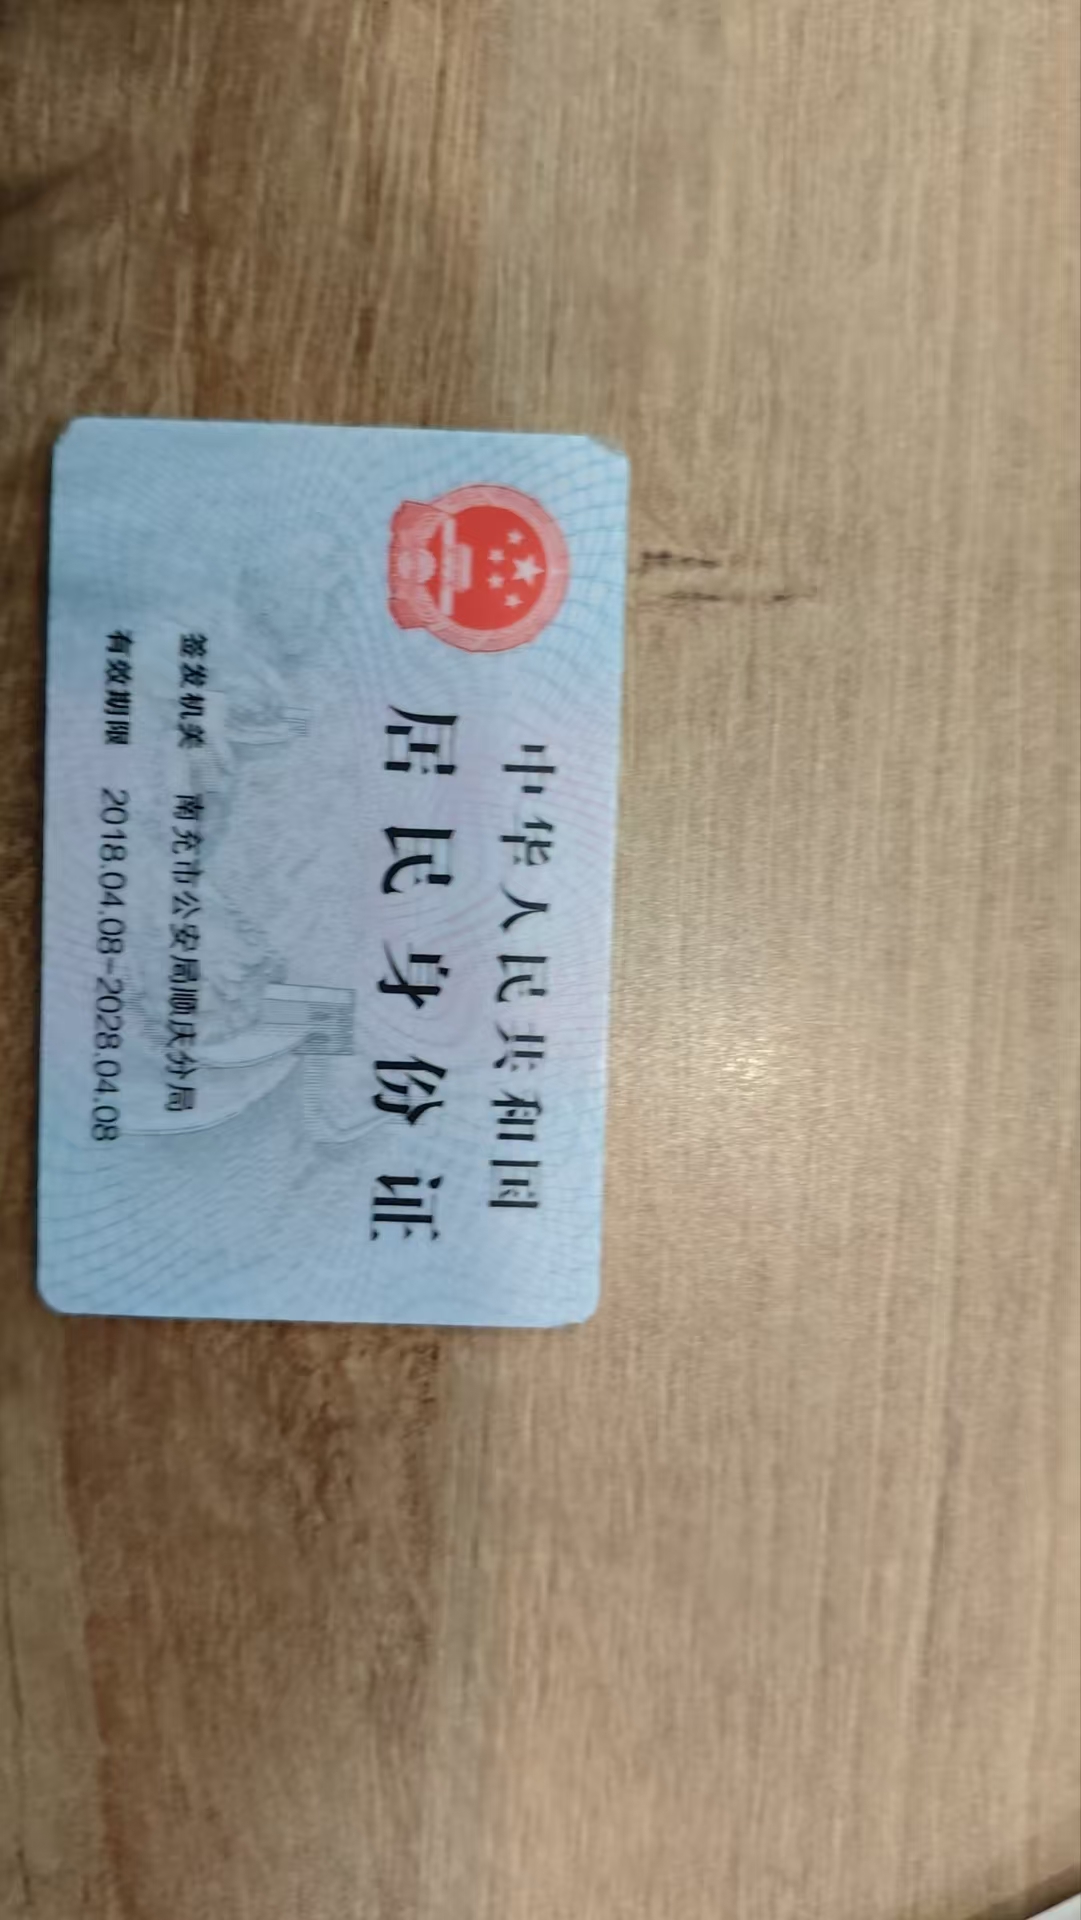 中华人民共和国
居民身份证
签发机关 南充市公安局顺庆分局
有效期限 2018.04.08-2028.04.08